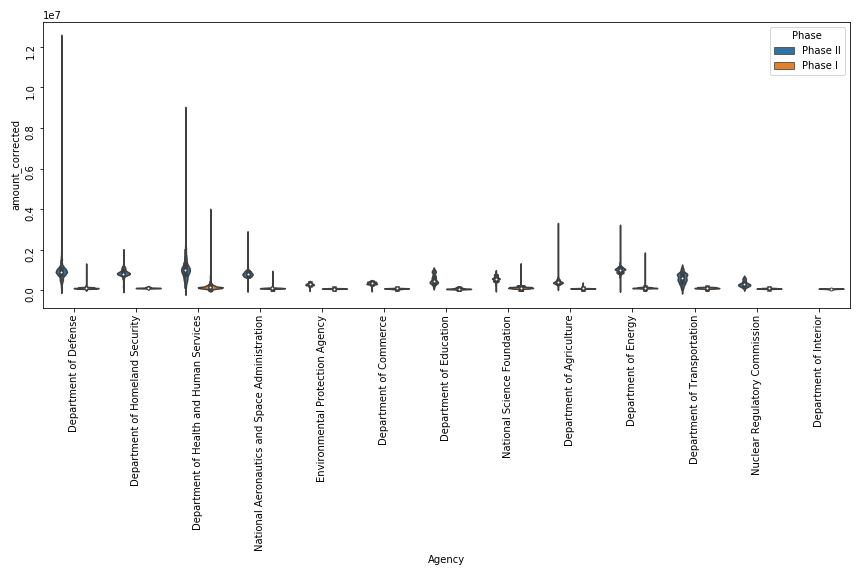 1e7
Phase
Phase II
Phase I
1.2
1.0
0.8
0.6
0.4
0.2
0.0
amount_corrected
Department of Defense
Department of Homeland Security
Department of Health and Human Services
National Aeronautics and Space Administration
Environmental Protection Agency
Department of Commerce
Department of Education
National Science Foundation
Department of Agriculture
Department of Energy
Department of Transportation
Nuclear Regulatory Commission
Department of Interior
Agency